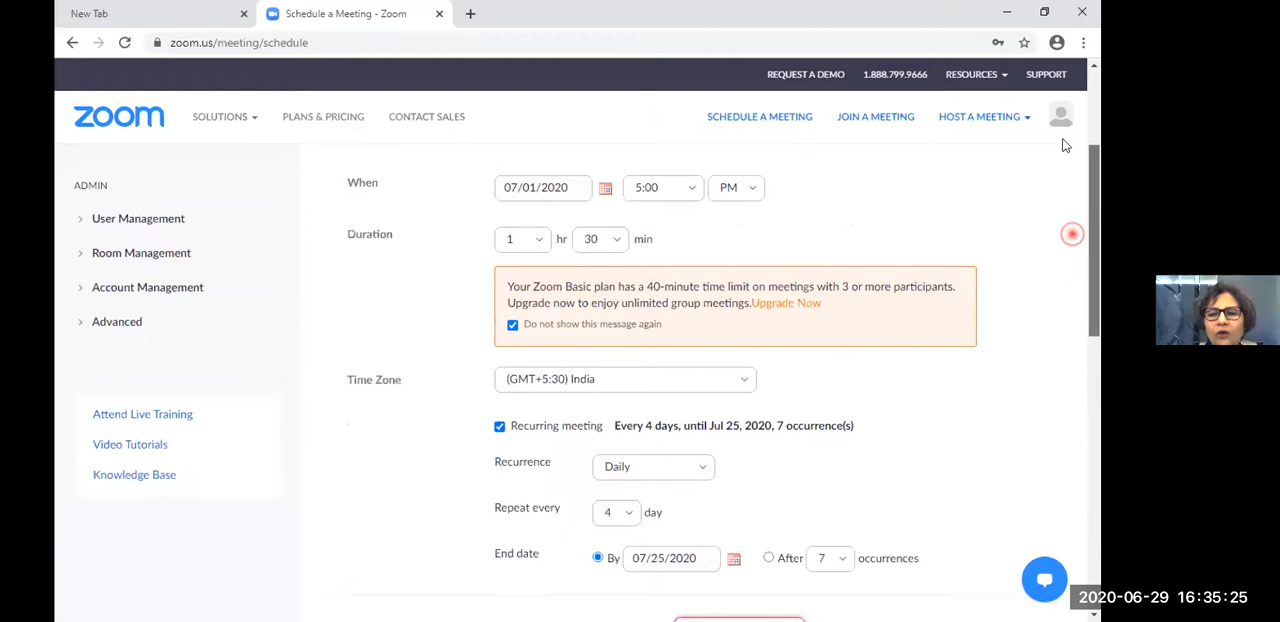 New Tab
Schedule a Meeting - Zoom
zoom.us/meeting/schedule
REQUEST A DEMO 1.888.799.9666 RESOURCES SUPPORT
zoom SOLUTIONS PLANS & PRICING CONTACT SALES SCHEDULE A MEETING JOIN A MEETING HOST A MEETING
ADMIN
User Management
Room Management
Account Management
Advanced
Attend Live Training
Video Tutorials
Knowledge Base
When 07/01/2020 5:00 PM
Duration 1 hr 30 min
Your Zoom Basic plan has a 40-minute time limit on meetings with 3 or more participants.
Upgrade now to enjoy unlimited group meetings.Upgrade Now
Do not show this message again
Time Zone (GMT+5:30) India
Recurring meeting Every 4 days, until Jul 25, 2020, 7 occurrence(s)
Recurrence Daily
Repeat every 4 day
End date By 07/25/2020 After 7 occurrences
2020-06-29 16:35:25